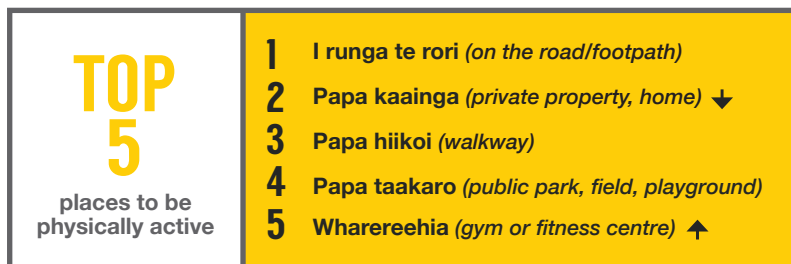 TOP
5
places to be
physically active
1 I runga te rori (on the road/footpath)
2 Papa kaainga (private property, home)
3 Papa hiikoi (walkway)
4 Papa taakaro (public park, field, playground)
5 Wharereehia (gym or fitness centre)